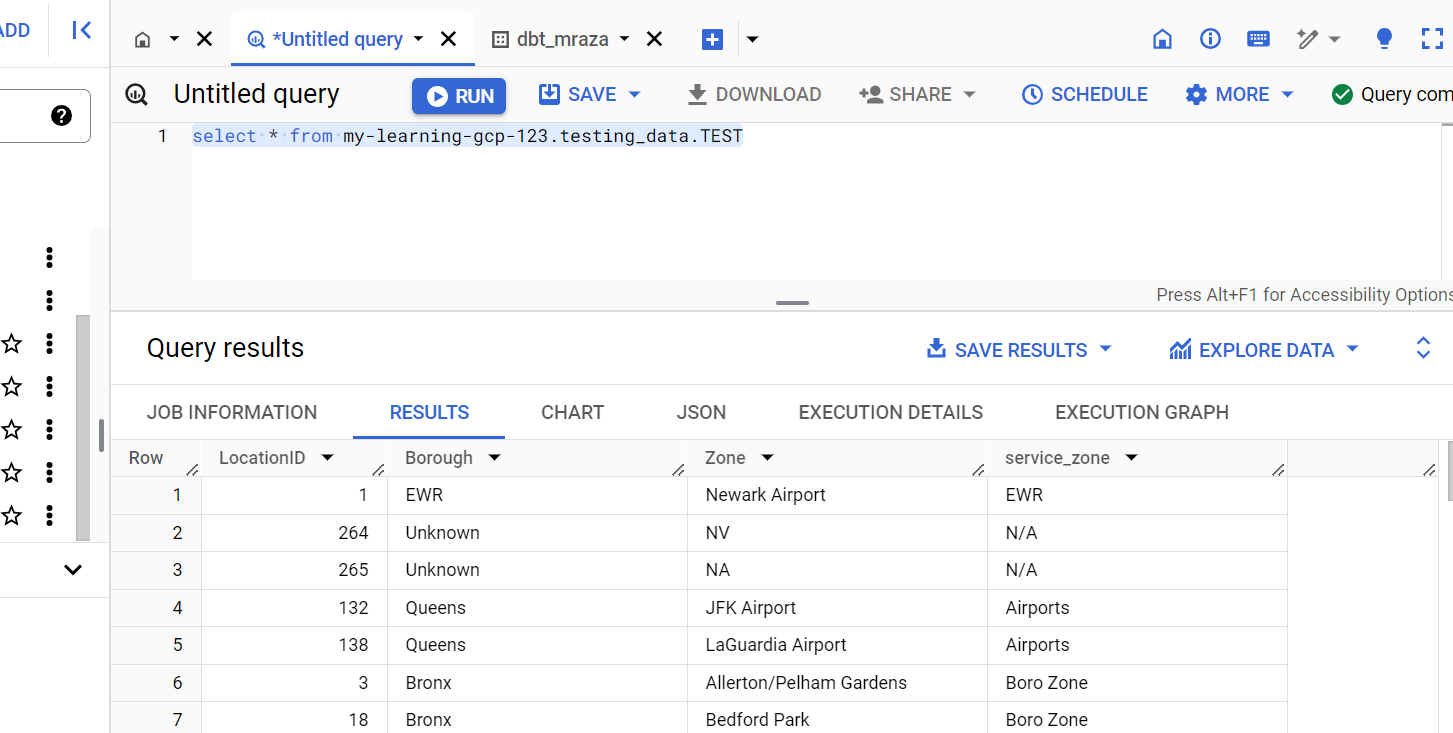 ADD
*Untitled query
dbt_mraza
Untitled query
RUN
SAVE
DOWNLOAD
SHARE
SCHEDULE
MORE
Query com
1 select * from my-learning-gcp-123.testing_data.TEST
Press Alt+F1 for Accessibility Options
Query results
SAVE RESULTS
EXPLORE DATA
JOB INFORMATION RESULTS CHART JSON EXECUTION DETAILS EXECUTION GRAPH
Row LocationID Borough Zone service_zone
1 1 EWR Newark Airport EWR
2 264 Unknown NV N/A
3 265 Unknown NA N/A
4 132 Queens JFK Airport Airports
5 138 Queens LaGuardia Airport Airports
6 3 Bronx Allerton/Pelham Gardens Boro Zone
7 18 Bronx Bedford Park Boro Zone